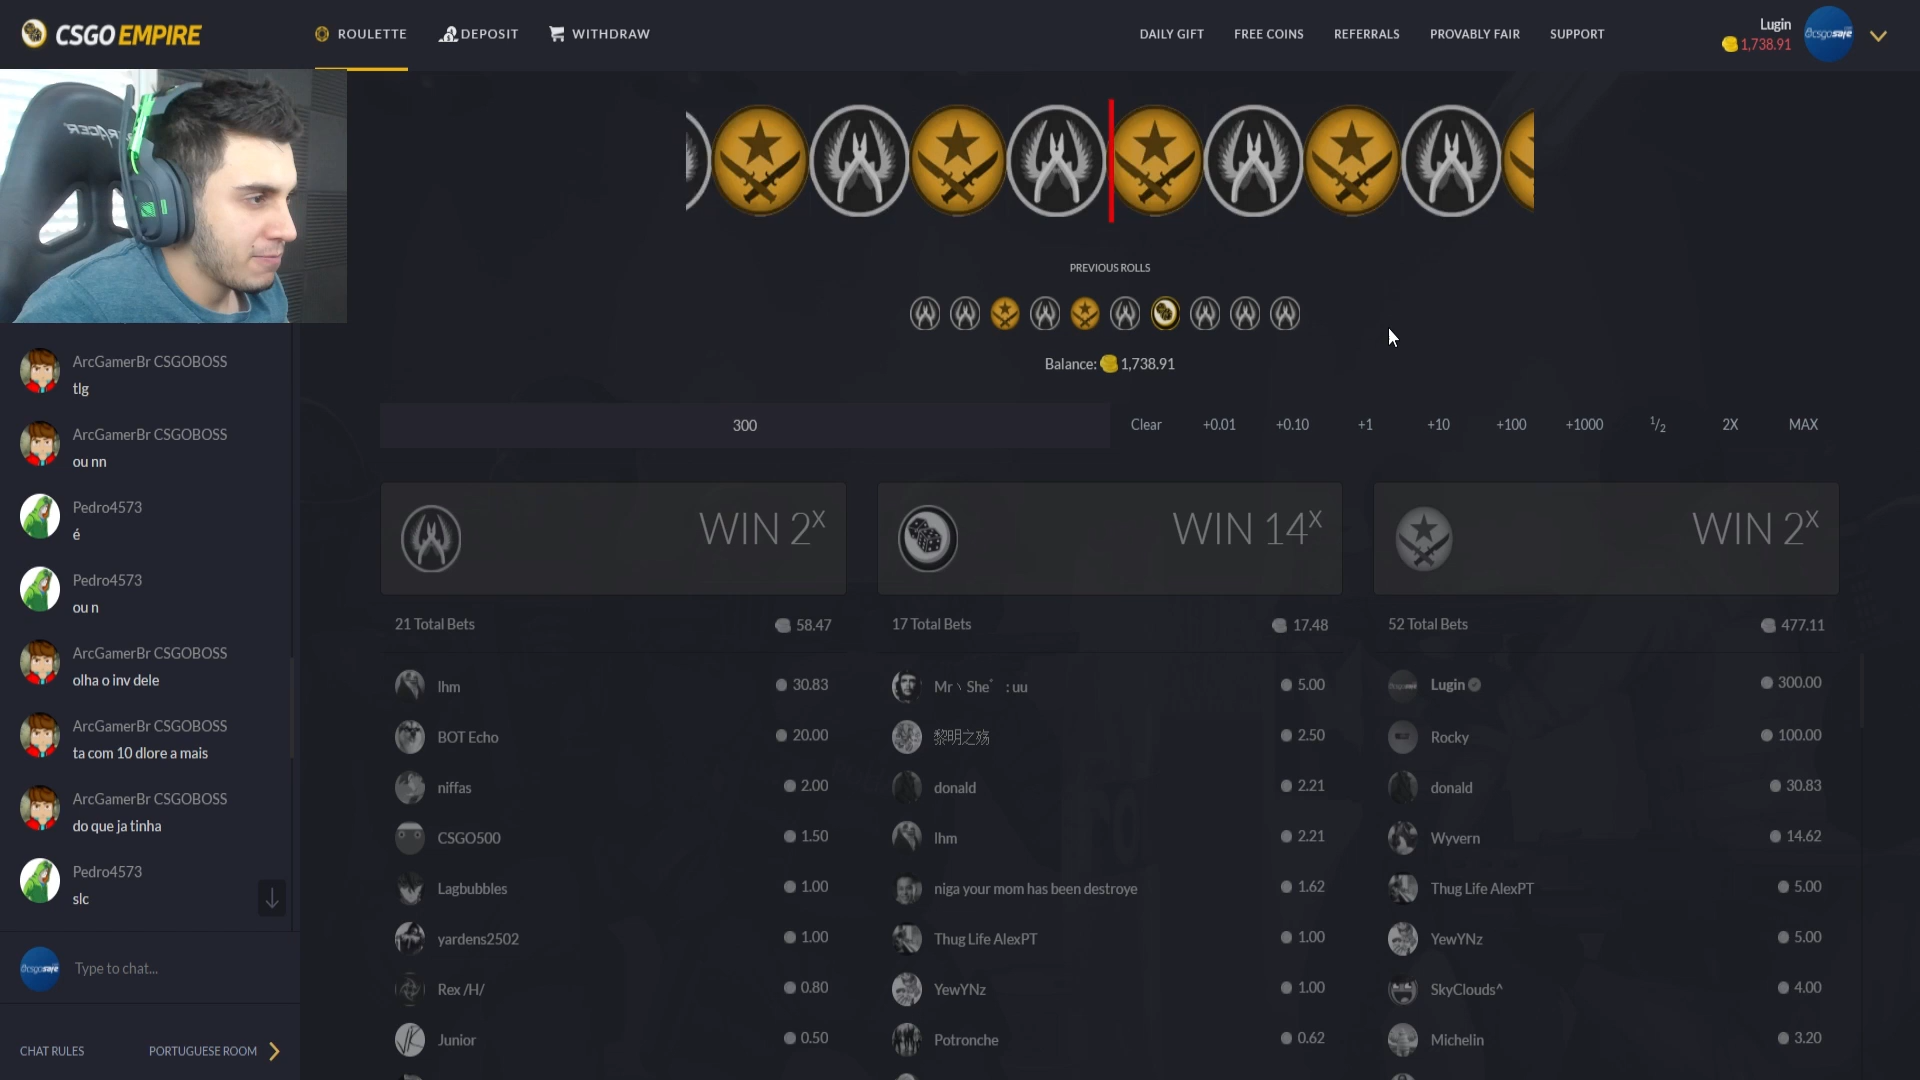 CSGO EMPIRE
ROULETTE
DEPOSIT
WITHDRAW
DAILY GIFT
FREE COINS
REFERRALS
PROVABLY FAIR
SUPPORT
Lugin
1,738.91
PREVIOUS ROLLS
Balance: 1,738.91
300
Clear
+0.01
+0.10
+1
+10
+100
+1000
1/2
2X
MAX
WIN 2X
WIN 14X
WIN 2X
21 Total Bets 58.47
lhm 30.83
BOT Echo 20.00
niffas 2.00
CSGO500 1.50
Lagbubbles 1.00
yardens2502 1.00
Rex /H/ 0.80
Junior 0.50
17 Total Bets 17.48
Mr丶She゛ : uu 5.00
黎明之殇 2.50
donald 2.21
lhm 2.21
niga your mom has been destroye 1.62
Thug Life AlexPT 1.00
YewYNz 1.00
Potronche 0.62
52 Total Bets 477.11
Lugin 300.00
Rocky 100.00
donald 30.83
Wyvern 14.62
Thug Life AlexPT 5.00
YewYNz 5.00
SkyClouds^ 4.00
Michelin 3.20
ArcGamerBr CSGOBOSS
tlg
ArcGamerBr CSGOBOSS
ou nn
Pedro4573
é
Pedro4573
ou n
ArcGamerBr CSGOBOSS
olha o inv dele
ArcGamerBr CSGOBOSS
ta com 10 dlore a mais
ArcGamerBr CSGOBOSS
do que ja tinha
Pedro4573
slc
Type to chat...
CHAT RULES
PORTUGUESE ROOM